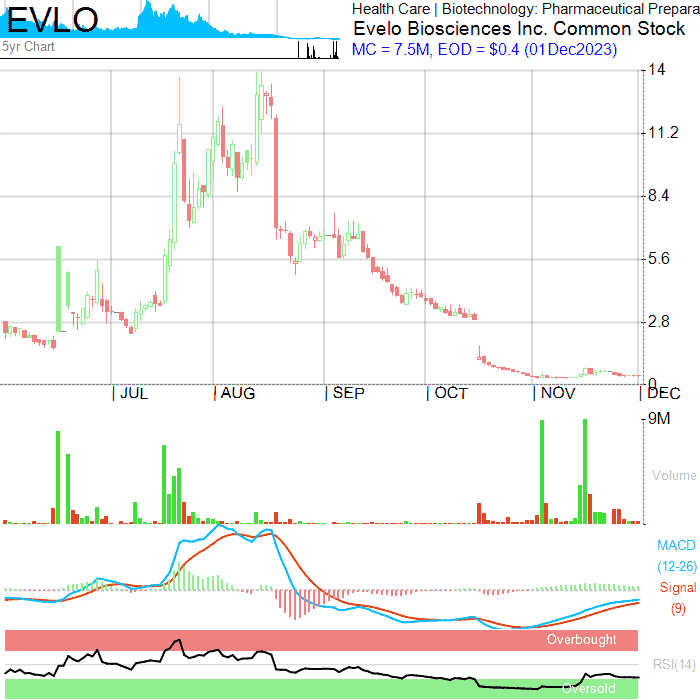 EVLO
5yr Chart
Health Care | Biotechnology: Pharmaceutical Prepara
Evelo Biosciences Inc. Common Stock
MC = 7.5M, EOD = $0.4 (01Dec2023)
14
11.2
8.4
5.6
2.8
0
JUL
AUG
SEP
OCT
NOV
DEC
9M
Volume
MACD
(12-26)
Signal
(9)
Overbought
RSI(14)
Oversold